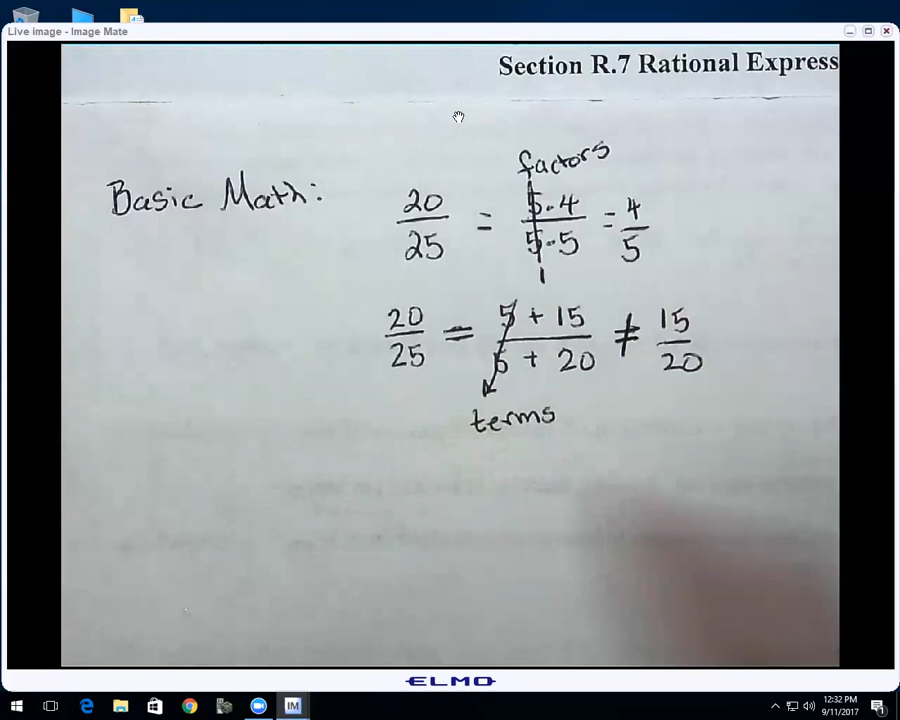 Live image - Image Mate
Section R.7 Rational Express
factors
Basic Math: 20/25 = 5·4/5·5 = 4/5
1
20/25 = 5 + 15/5 + 20 ≠ 15/20
terms
ELMO
IM
12:32 PM
9/11/2017